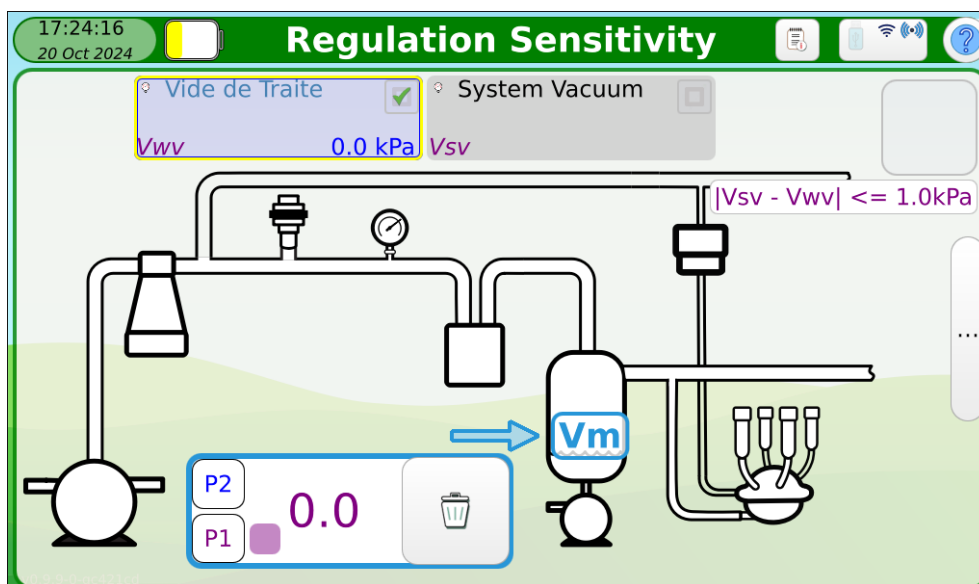 17:24:16
20 Oct 2024
Regulation Sensitivity
?
Vide de Traite
Vwv
0.0 kPa
System Vacuum
Vsv
|Vsv - Vwv| <= 1.0kPa
...
Vm
P2
P1
0.0